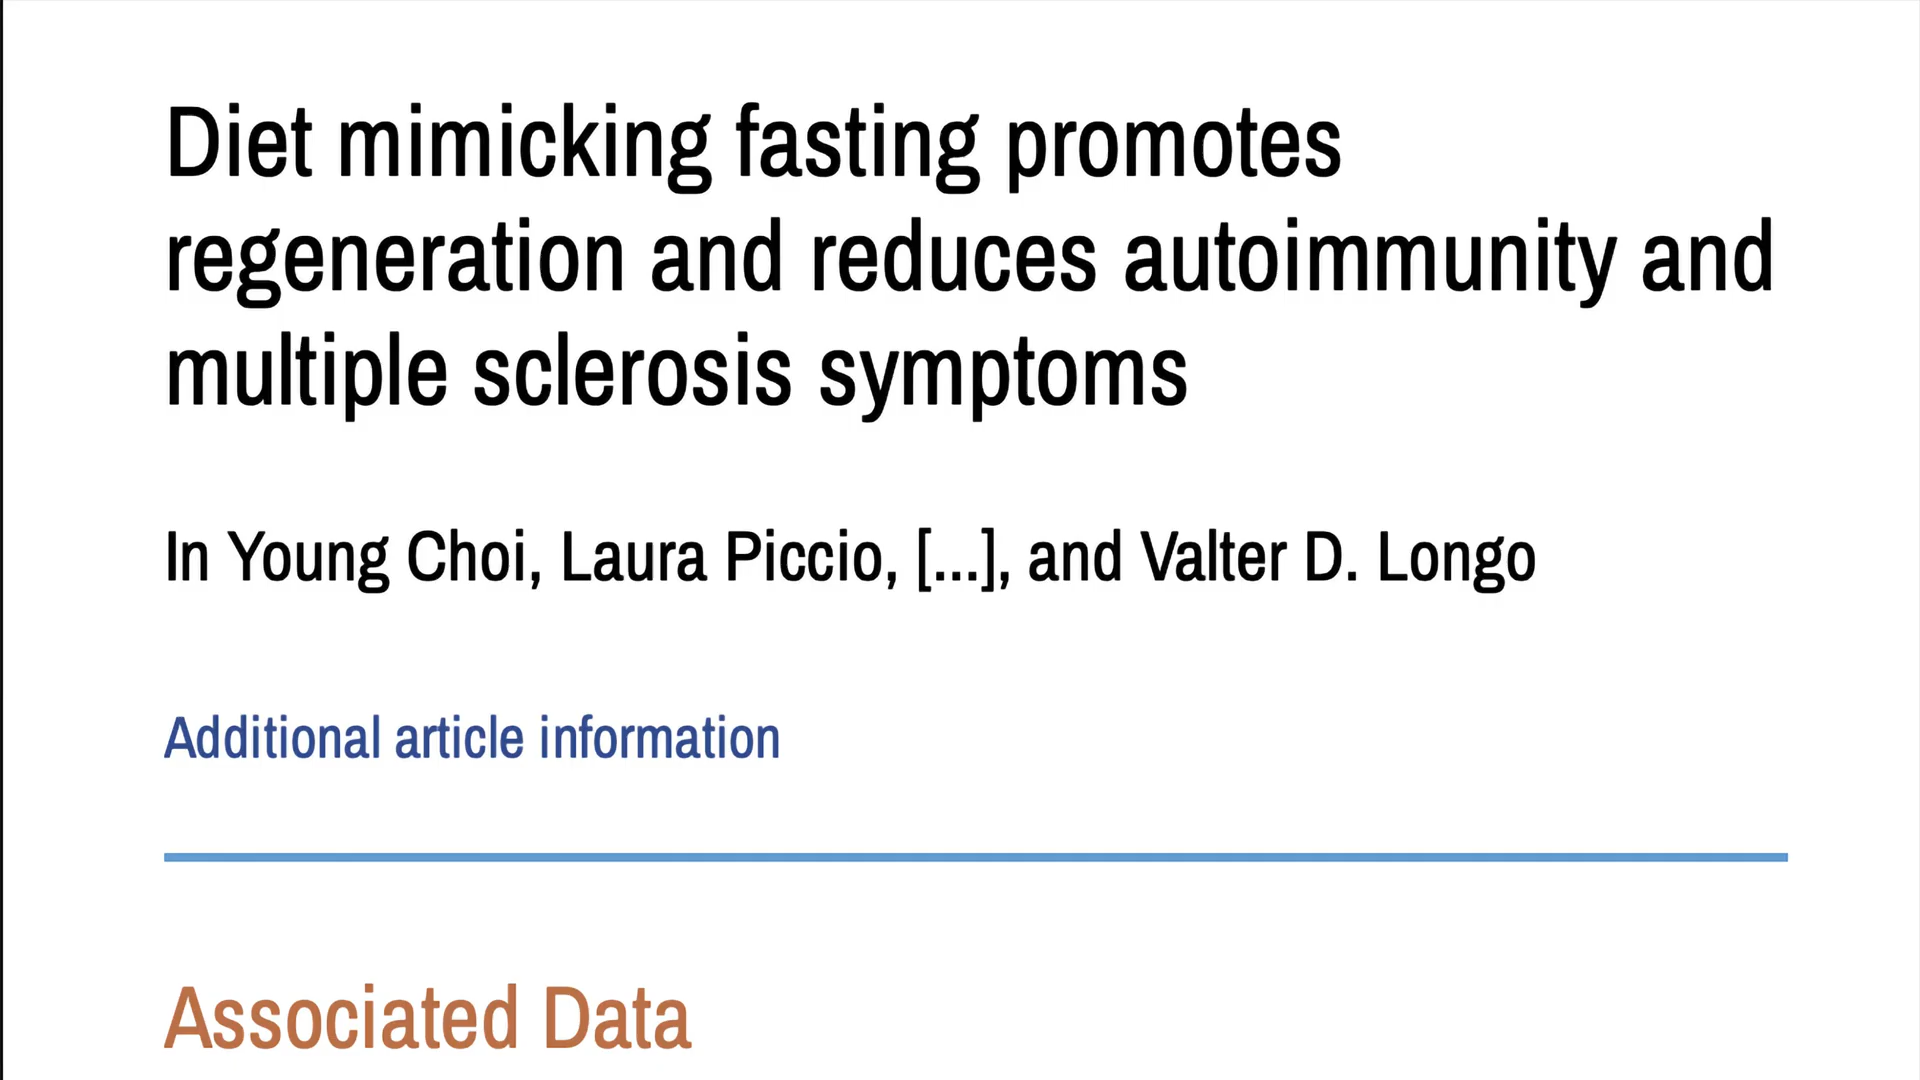 Diet mimicking fasting promotes
regeneration and reduces autoimmunity and
multiple sclerosis symptoms
In Young Choi, Laura Piccio, [...], and Valter D. Longo
Additional article information
Associated Data